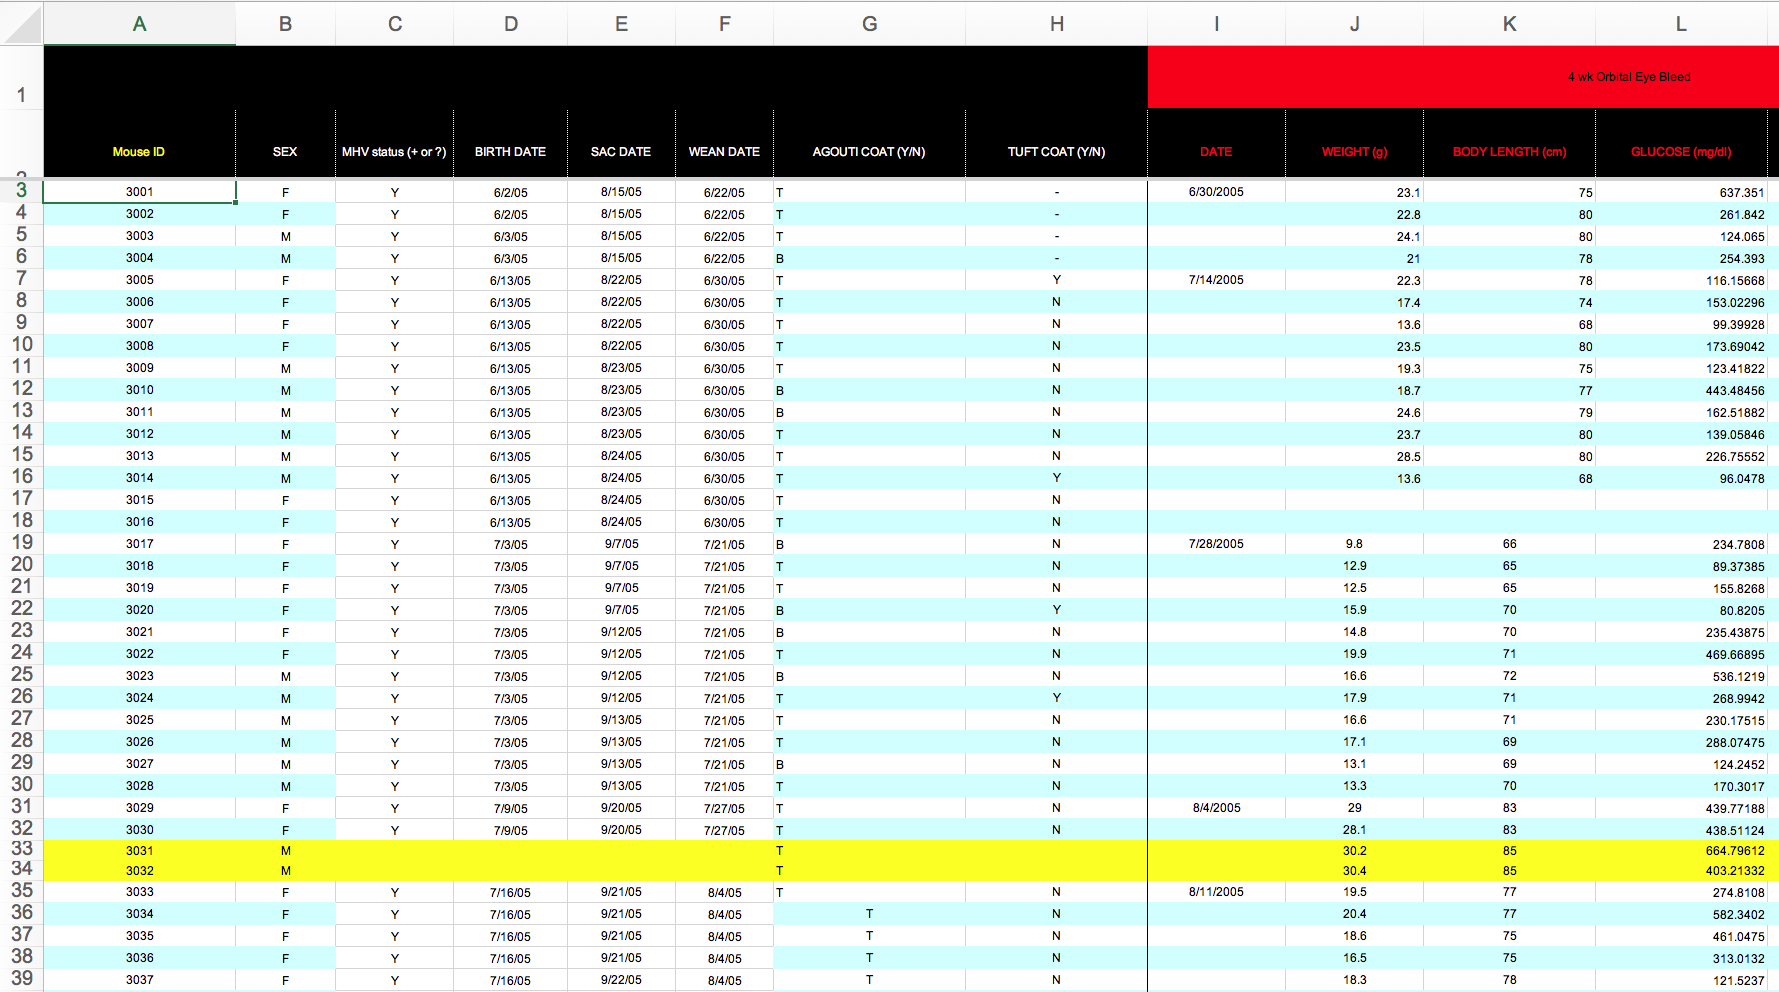 A B C D E F G H I J K L
1 4 wk Orbital Eye Bleed
2 Mouse ID SEX MHV status (+ or ?) BIRTH DATE SAC DATE WEAN DATE AGOUTI COAT (Y/N) TUFT COAT (Y/N) DATE WEIGHT (g) BODY LENGTH (cm) GLUCOSE (mg/dl)
3 3001 F Y 6/2/05 8/15/05 6/22/05 T - 6/30/2005 23.1 75 637.351
4 3002 F Y 6/2/05 8/15/05 6/22/05 T - 22.8 80 261.842
5 3003 M Y 6/3/05 8/15/05 6/22/05 T - 24.1 80 124.065
6 3004 M Y 6/3/05 8/15/05 6/22/05 B - 21 78 254.393
7 3005 F Y 6/13/05 8/22/05 6/30/05 T Y 7/14/2005 22.3 78 116.15668
8 3006 F Y 6/13/05 8/22/05 6/30/05 T N 17.4 74 153.02296
9 3007 F Y 6/13/05 8/22/05 6/30/05 T N 13.6 68 99.39928
10 3008 F Y 6/13/05 8/22/05 6/30/05 T N 23.5 80 173.69042
11 3009 M Y 6/13/05 8/23/05 6/30/05 T N 19.3 75 123.41822
12 3010 M Y 6/13/05 8/23/05 6/30/05 B N 18.7 77 443.48456
13 3011 M Y 6/13/05 8/23/05 6/30/05 B N 24.6 79 162.51882
14 3012 M Y 6/13/05 8/23/05 6/30/05 T N 23.7 80 139.05846
15 3013 M Y 6/13/05 8/24/05 6/30/05 T N 28.5 80 226.75552
16 3014 M Y 6/13/05 8/24/05 6/30/05 T Y 13.6 68 96.0478
17 3015 F Y 6/13/05 8/24/05 6/30/05 T N
18 3016 F Y 6/13/05 8/24/05 6/30/05 T N
19 3017 F Y 7/3/05 9/7/05 7/21/05 B N 7/28/2005 9.8 66 234.7808
20 3018 F Y 7/3/05 9/7/05 7/21/05 T N 12.9 65 89.37385
21 3019 F Y 7/3/05 9/7/05 7/21/05 T N 12.5 65 155.8268
22 3020 F Y 7/3/05 9/7/05 7/21/05 B Y 15.9 70 80.8205
23 3021 F Y 7/3/05 9/12/05 7/21/05 B N 14.8 70 235.43875
24 3022 F Y 7/3/05 9/12/05 7/21/05 T N 19.9 71 469.66895
25 3023 M Y 7/3/05 9/12/05 7/21/05 B N 16.6 72 536.1219
26 3024 M Y 7/3/05 9/12/05 7/21/05 T Y 17.9 71 268.9942
27 3025 M Y 7/3/05 9/13/05 7/21/05 T N 16.6 71 230.17515
28 3026 M Y 7/3/05 9/13/05 7/21/05 T N 17.1 69 288.07475
29 3027 M Y 7/3/05 9/13/05 7/21/05 B N 13.1 69 124.2452
30 3028 M Y 7/3/05 9/13/05 7/21/05 T N 13.3 70 170.3017
31 3029 F Y 7/9/05 9/20/05 7/27/05 T N 8/4/2005 29 83 439.77188
32 3030 F Y 7/9/05 9/20/05 7/27/05 T N 28.1 83 438.51124
33 3031 M T 30.2 85 664.79612
34 3032 M T 30.4 85 403.21332
35 3033 F Y 7/16/05 9/21/05 8/4/05 T N 8/11/2005 19.5 77 274.8108
36 3034 F Y 7/16/05 9/21/05 8/4/05 T N 20.4 77 582.3402
37 3035 F Y 7/16/05 9/21/05 8/4/05 T N 18.6 75 461.0475
38 3036 F Y 7/16/05 9/21/05 8/4/05 T N 16.5 75 313.0132
39 3037 F Y 7/16/05 9/22/05 8/4/05 T N 18.3 78 121.5237